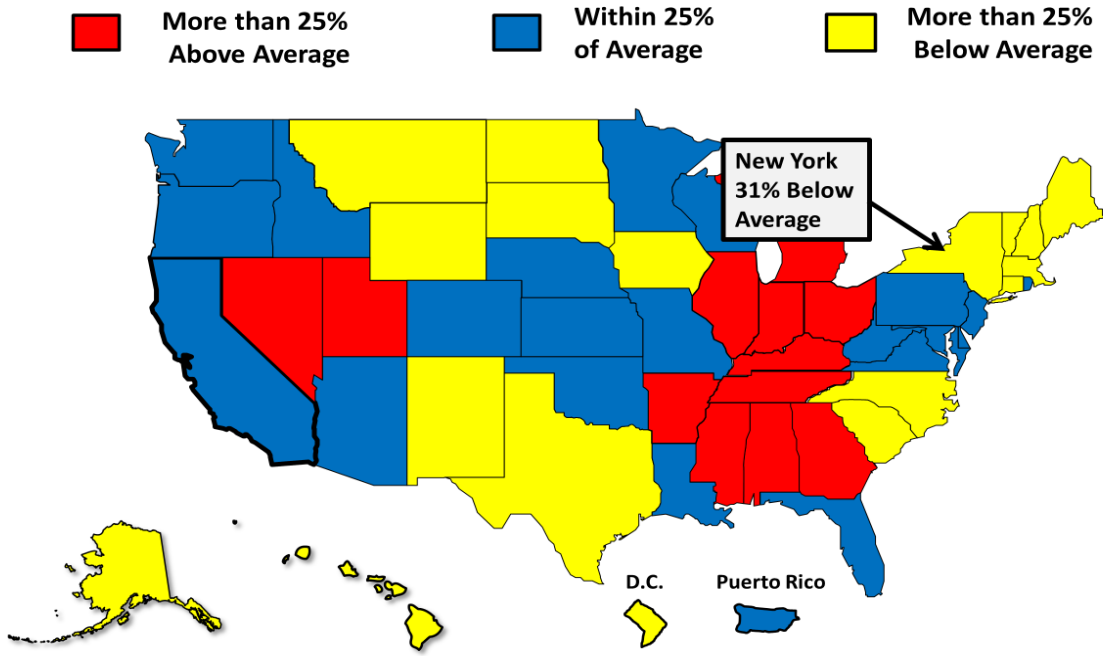 More than 25%
Above Average
Within 25%
of Average
More than 25%
Below Average
New York
31% Below
Average
D.C.
Puerto Rico